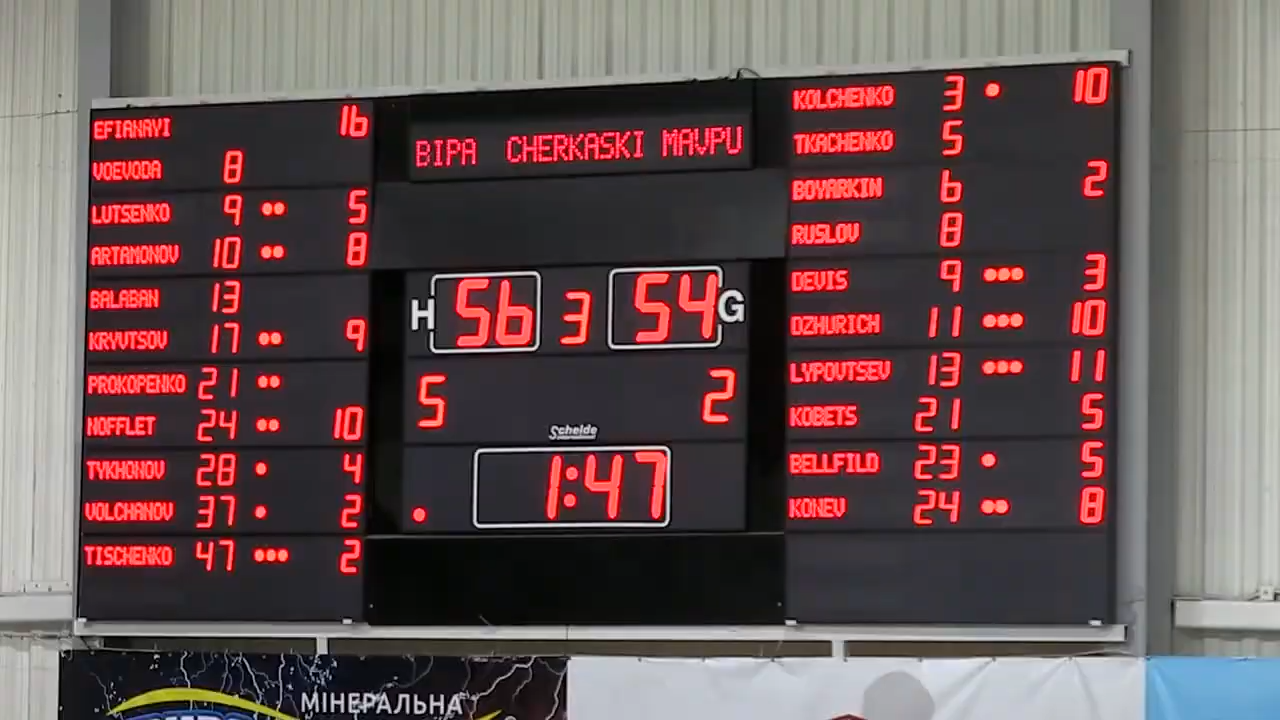 EFIANAYI 16
VOEVODA 8
LUTSENKO 9 5
ARTAMONOV 10 8
BALABAN 13
KRYVTSOV 17 9
PROKOPENKO 21
NOFFLET 24 10
TYKHONOV 28 4
VOLCHANOV 37 2
TISCHENKO 47 2
BIPA CHERKASKI MAVPU
H 56 3 54 G
5 2
Schelde
1:47
KOLCHENKO 3 10
TKACHENKO 5
BOYARKIN 6 2
RUSLOV 8
DEVIS 9 3
DZHURICH 11 10
LYPOVTSEV 13 11
KOBETS 21 5
BELLFILD 23 5
KONEV 24 8
МІНЕРАЛЬНА